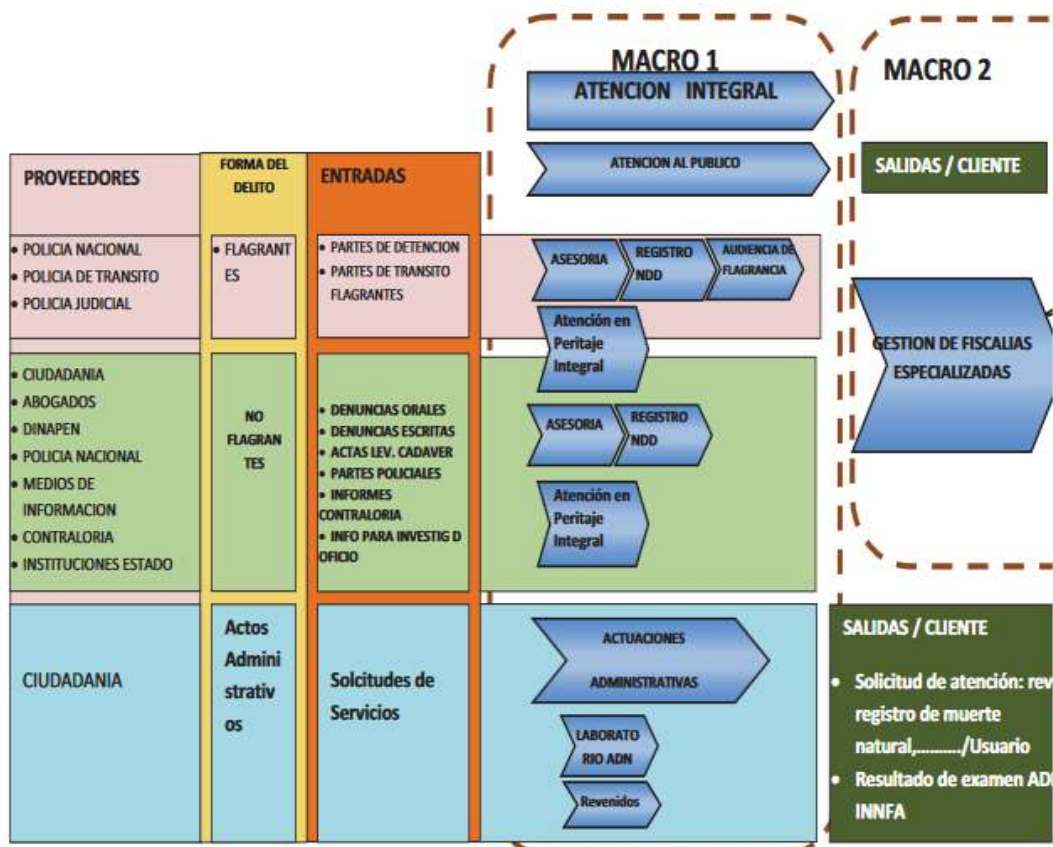 MACRO 1
ATENCION INTEGRAL
ATENCION AL PUBLICO
MACRO 2
SALIDAS / CLIENTE
PROVEEDORES
FORMA DEL
DELITO
ENTRADAS
• POLICIA NACIONAL
• POLICIA DE TRANSITO
• POLICIA JUDICIAL
• FLAGRANT
ES
• PARTES DE DETENCION
• PARTES DE TRANSITO
FLAGRANTES
ASESORIA
REGISTRO
NDD
AUDIENCIA DE
FLAGRANCIA
Atención en
Peritaje
Integral
GESTION DE FISCALIAS
ESPECIALIZADAS
• CIUDADANIA
• ABOGADOS
• DINAPEN
• POLICIA NACIONAL
• MEDIOS DE
INFORMACION
• CONTRALORIA
• INSTITUCIONES ESTADO
NO
FLAGRAN
TES
• DENUNCIAS ORALES
• DENUNCIAS ESCRITAS
• ACTAS LEV. CADAVER
• PARTES POLICIALES
• INFORMES
CONTRALORIA
• INFO PARA INVESTIG D
OFICIO
ASESORIA
REGISTRO
NDD
Atención en
Peritaje
Integral
CIUDADANIA
Actos
Admini
strativ
os
Solcitudes de
Servicios
ACTUACIONES
ADMINISTRATIVAS
LABORATO
RIO ADN
Revenidos
SALIDAS / CLIENTE
• Solicitud de atención: rev
registro de muerte
natural,………/Usuario
• Resultado de examen AD
INNFA